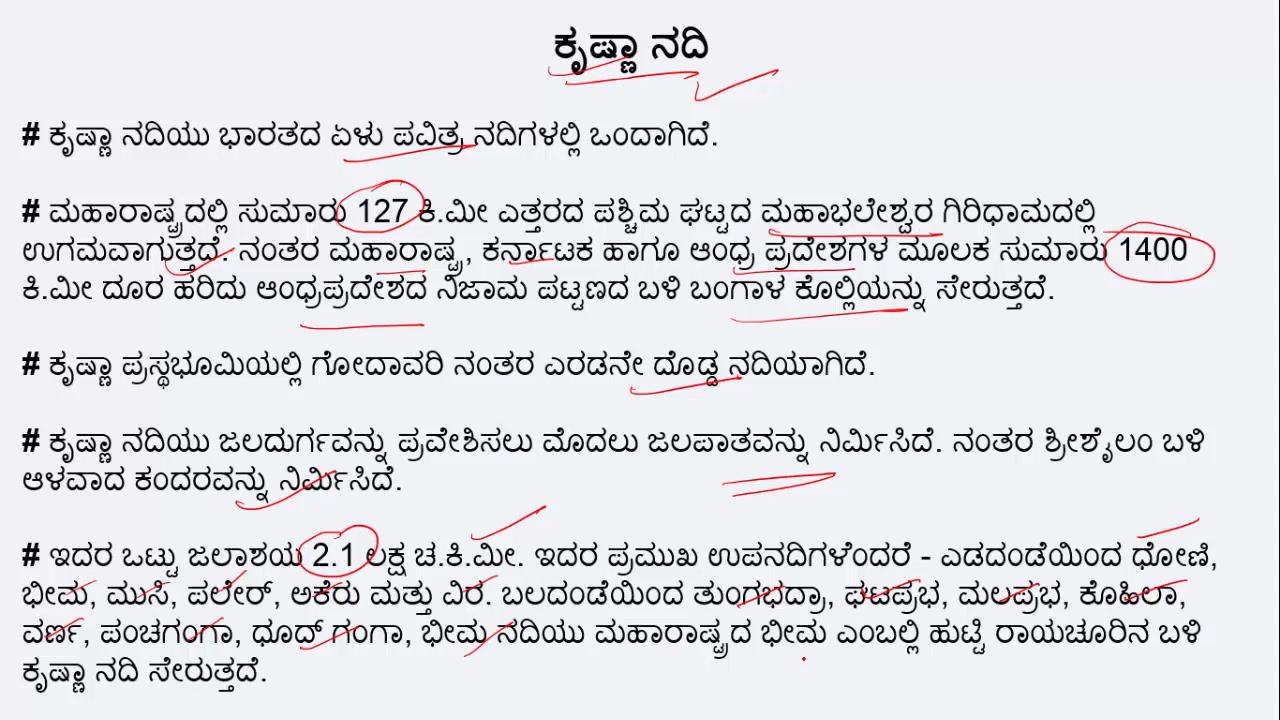 ಕೃಷ್ಣಾ ನದಿ
# ಕೃಷ್ಣಾ ನದಿಯು ಭಾರತದ ಏಳು ಪವಿತ್ರ ನದಿಗಳಲ್ಲಿ ಒಂದಾಗಿದೆ.
# ಮಹಾರಾಷ್ಟ್ರದಲ್ಲಿ ಸುಮಾರು 127 ಕಿ.ಮೀ ಎತ್ತರದ ಪಶ್ಚಿಮ ಘಟ್ಟದ ಮಹಾಭಲೇಶ್ವರ ಗಿರಿಧಾಮದಲ್ಲಿ
ಉಗಮವಾಗುತ್ತದೆ. ನಂತರ ಮಹಾರಾಷ್ಟ್ರ, ಕರ್ನಾಟಕ ಹಾಗೂ ಆಂಧ್ರ ಪ್ರದೇಶಗಳ ಮೂಲಕ ಸುಮಾರು 1400
ಕಿ.ಮೀ ದೂರ ಹರಿದು ಆಂಧ್ರಪ್ರದೇಶದ ನಿಜಾಮ ಪಟ್ಟಣದ ಬಳಿ ಬಂಗಾಳ ಕೊಲ್ಲಿಯನ್ನು ಸೇರುತ್ತದೆ.
# ಕೃಷ್ಣಾ ಪ್ರಸ್ಥಭೂಮಿಯಲ್ಲಿ ಗೋದಾವರಿ ನಂತರ ಎರಡನೇ ದೊಡ್ಡ ನದಿಯಾಗಿದೆ.
# ಕೃಷ್ಣಾ ನದಿಯು ಜಲದುರ್ಗವನ್ನು ಪ್ರವೇಶಿಸಲು ಮೊದಲು ಜಲಪಾತವನ್ನು ನಿರ್ಮಿಸಿದೆ. ನಂತರ ಶ್ರೀಶೈಲಂ ಬಳಿ
ಆಳವಾದ ಕಂದರವನ್ನು ನಿರ್ಮಿಸಿದೆ.
# ಇದರ ಒಟ್ಟು ಜಲಾಶಯ 2.1 ಲಕ್ಷ ಚ.ಕಿ.ಮೀ. ಇದರ ಪ್ರಮುಖ ಉಪನದಿಗಳೆಂದರೆ - ಎಡದಂಡೆಯಿಂದ ಧೋಣಿ,
ಭೀಮ, ಮುಸಿ, ಪಲೇರ್, ಅಕೆರು ಮತ್ತು ವಿರ. ಬಲದಂಡೆಯಿಂದ ತುಂಗಭದ್ರಾ, ಘಟಪ್ರಭ, ಮಲಪ್ರಭ, ಕೊಹಿಲಾ,
ವರ್ಣ, ಪಂಚಗಂಗಾ, ಧೂದ್ ಗಂಗಾ, ಭೀಮ ನದಿಯು ಮಹಾರಾಷ್ಟ್ರದ ಭೀಮ ಎಂಬಲ್ಲಿ ಹುಟ್ಟಿ ರಾಯಚೂರಿನ ಬಳಿ
ಕೃಷ್ಣಾ ನದಿ ಸೇರುತ್ತದೆ.